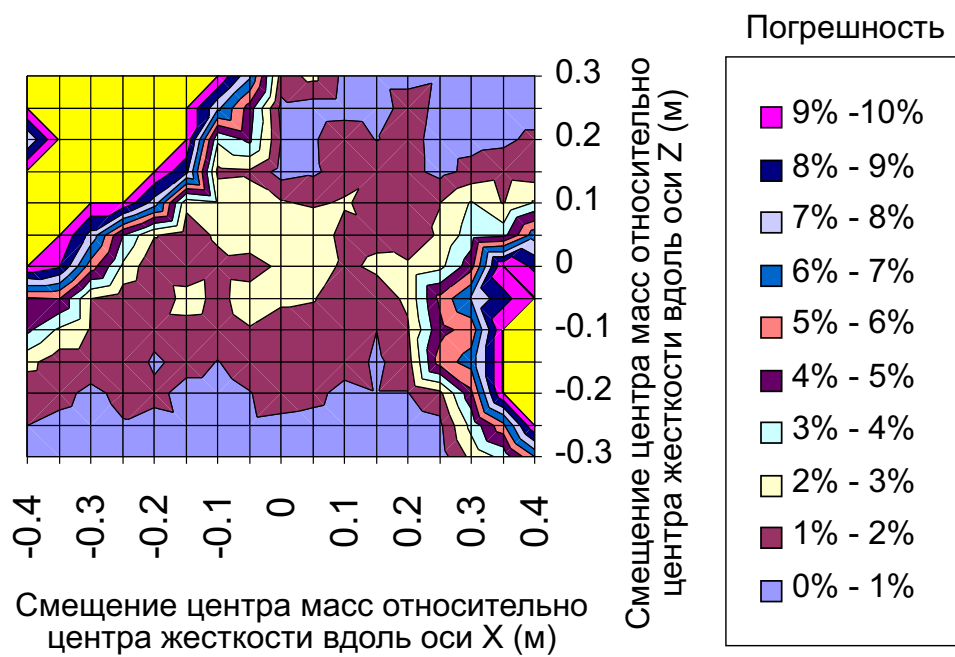 Погрешность
9% -10%
8% - 9%
7% - 8%
6% - 7%
5% - 6%
4% - 5%
3% - 4%
2% - 3%
1% - 2%
0% - 1%
0.3
0.2
0.1
0
-0.1
-0.2
-0.3
Смещение центра масс относительно
центра жесткости вдоль оси Z (м)
-0.4
-0.3
-0.2
-0.1
0
0.1
0.2
0.3
0.4
Смещение центра масс относительно
центра жесткости вдоль оси X (м)